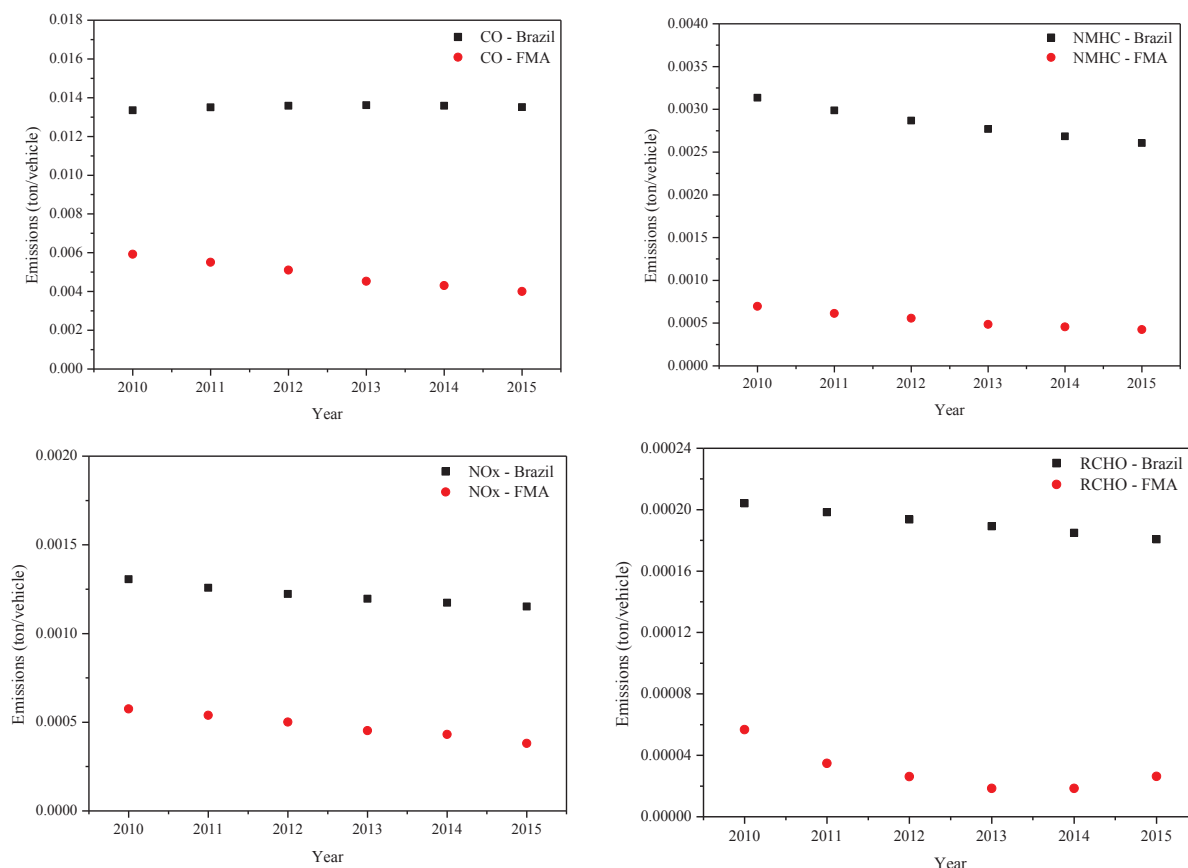 CO - Brazil
CO - FMA
Emissions (ton/vehicle)
0.018
0.016
0.014
0.012
0.010
0.008
0.006
0.004
0.002
0.000
2010 2011 2012 2013 2014 2015
Year
NMHC - Brazil
NMHC - FMA
Emissions (ton/vehicle)
0.0040
0.0035
0.0030
0.0025
0.0020
0.0015
0.0010
0.0005
0.0000
2010 2011 2012 2013 2014 2015
Year
NOx - Brazil
NOx - FMA
Emissions (ton/vehicle)
0.0020
0.0015
0.0010
0.0005
0.0000
2010 2011 2012 2013 2014 2015
Year
RCHO - Brazil
RCHO - FMA
Emissions (ton/vehicle)
0.00024
0.00020
0.00016
0.00012
0.00008
0.00004
0.00000
2010 2011 2012 2013 2014 2015
Year